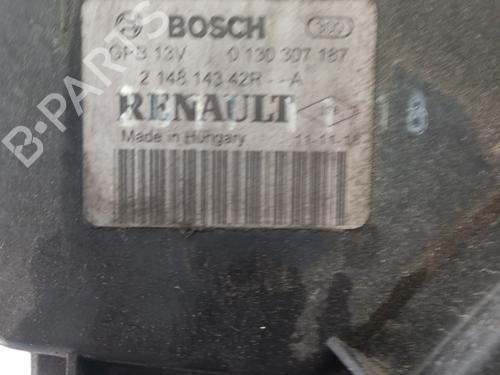 BOSCH
GPB 13V 0 130 307 187
2 148 143 42R--A
RENAULT
18
Made in Hungary 11-11-1
B-PARTS